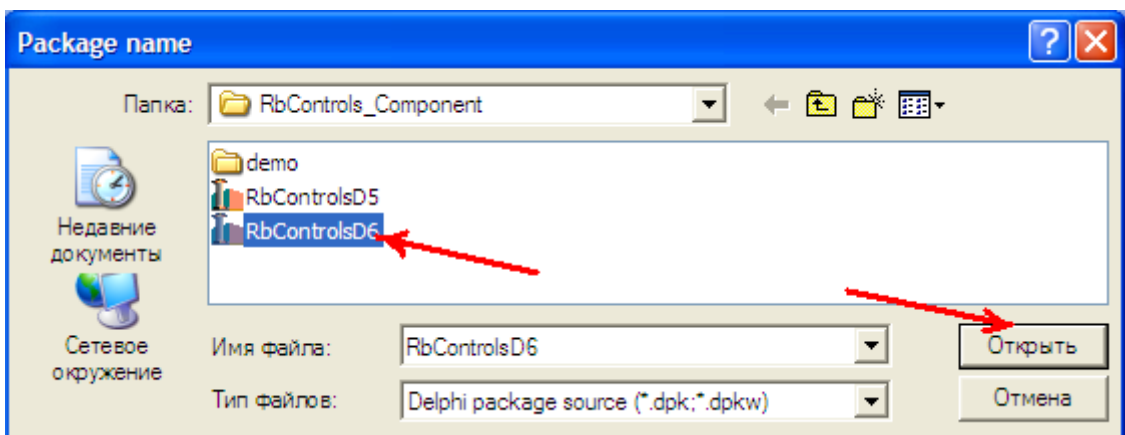 Package name
Папка: RbControls_Component
demo
RbControlsD5
RbControlsD6
Недавние
документы
Сетевое
окружение
Имя файла: RbControlsD6 Открыть
Тип файлов: Delphi package source (*.dpk;*.dpkw) Отмена